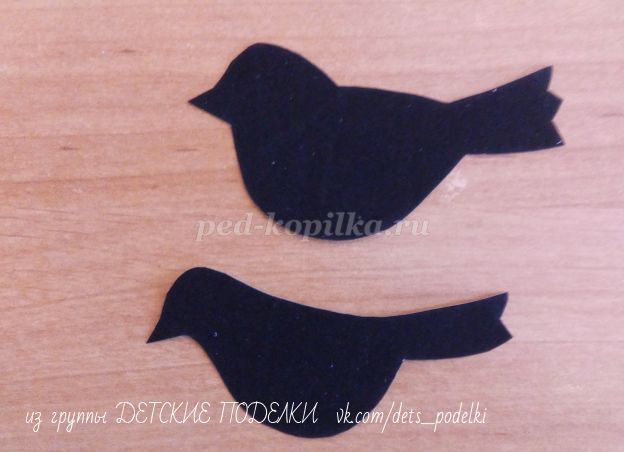 ped-kopilka.ru
из группы ДЕТСКИЕ ПОДЕЛКИ vk.com/dets_podelki